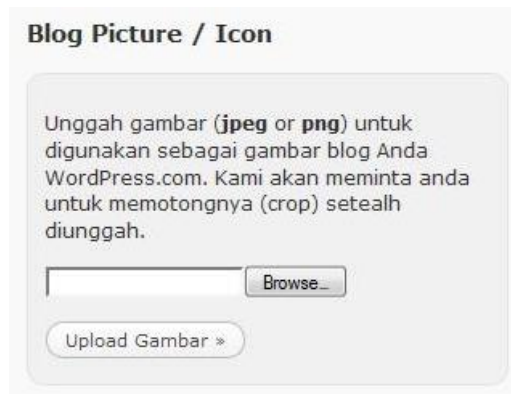 Blog Picture / Icon
Unggah gambar (jpeg or png) untuk
digunakan sebagai gambar blog Anda
WordPress.com. Kami akan meminta anda
untuk memotongnya (crop) setealh
diunggah.
Browse...
Upload Gambar »